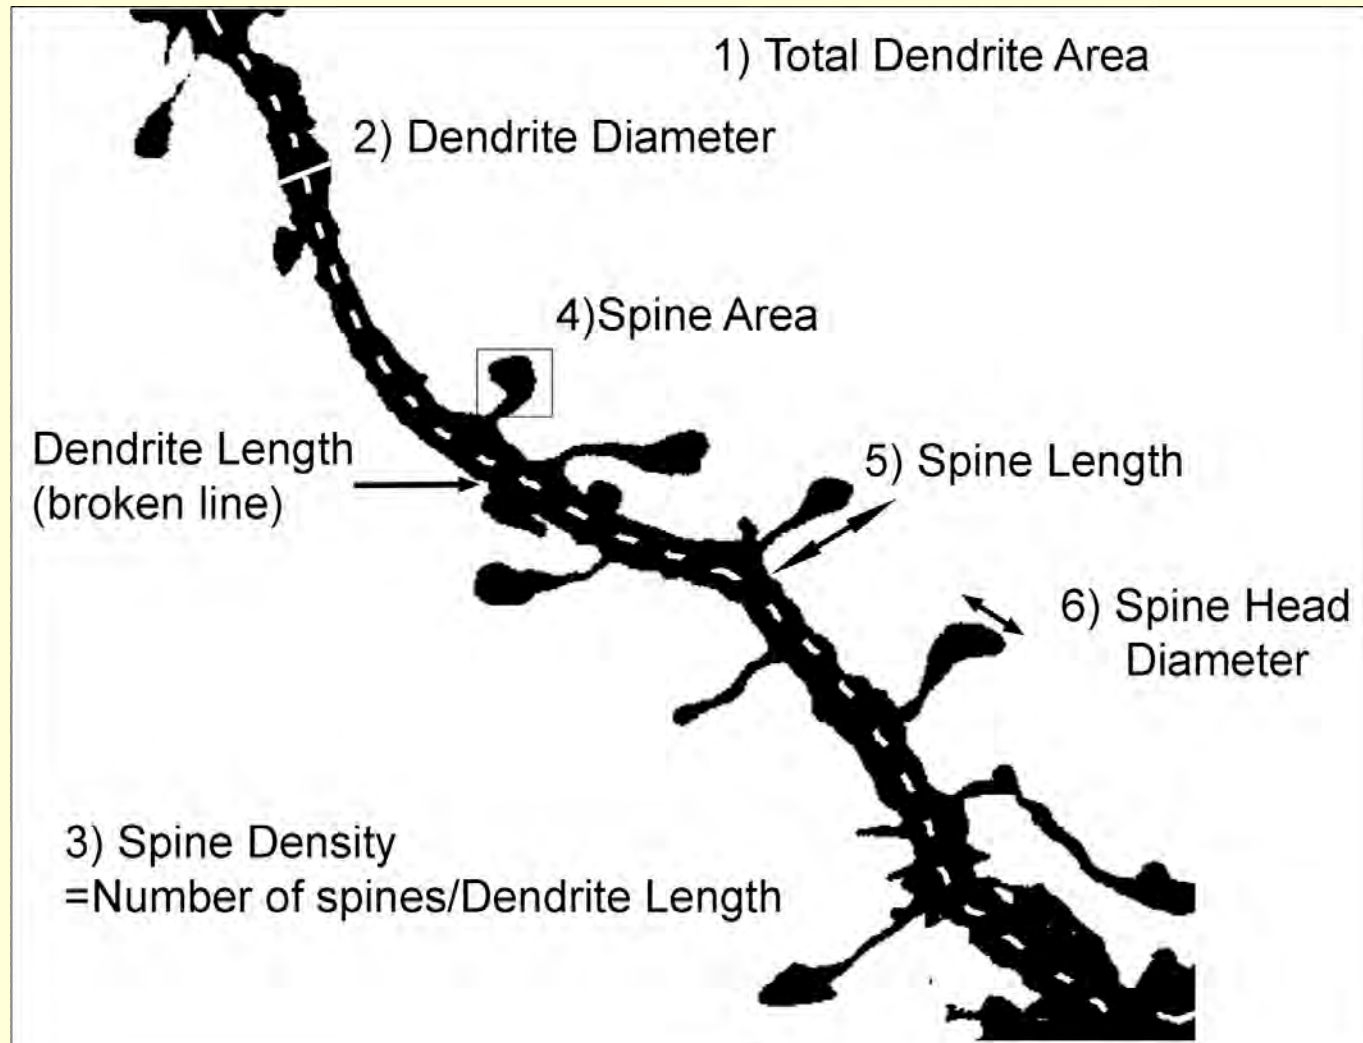 1) Total Dendrite Area
2) Dendrite Diameter
4)Spine Area
Dendrite Length
(broken line)
5) Spine Length
6) Spine Head
Diameter
3) Spine Density
=Number of spines/Dendrite Length